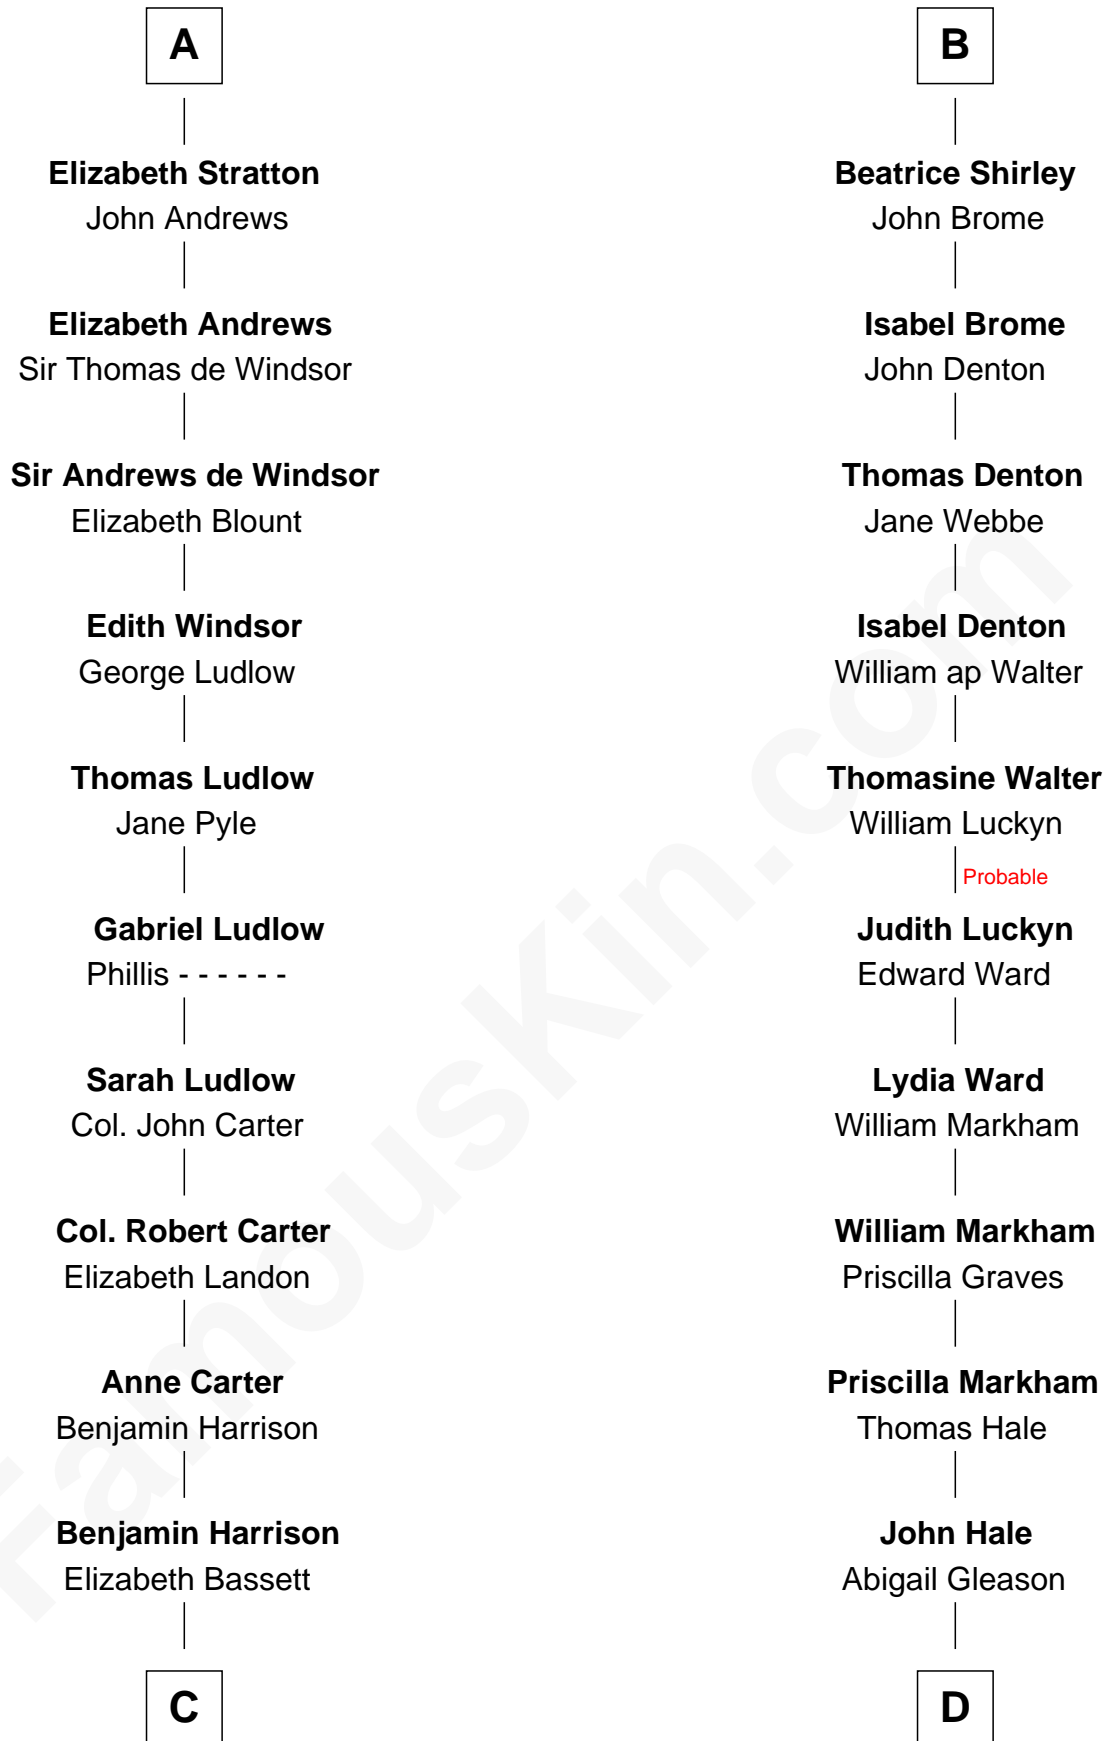 A
Elizabeth Stratton
John Andrews
Elizabeth Andrews
Sir Thomas de Windsor
Sir Andrews de Windsor
Elizabeth Blount
Edith Windsor
George Ludlow
Thomas Ludlow
Jane Pyle
Gabriel Ludlow
Phillis - - - - - -
Sarah Ludlow
Col. John Carter
Col. Robert Carter
Elizabeth Landon
Anne Carter
Benjamin Harrison
Benjamin Harrison
Elizabeth Bassett
C
B
Beatrice Shirley
John Brome
Isabel Brome
John Denton
Thomas Denton
Jane Webbe
Isabel Denton
William ap Walter
Thomasine Walter
William Luckyn
Probable
Judith Luckyn
Edward Ward
Lydia Ward
William Markham
William Markham
Priscilla Graves
Priscilla Markham
Thomas Hale
John Hale
Abigail Gleason
D
FamousKin.com